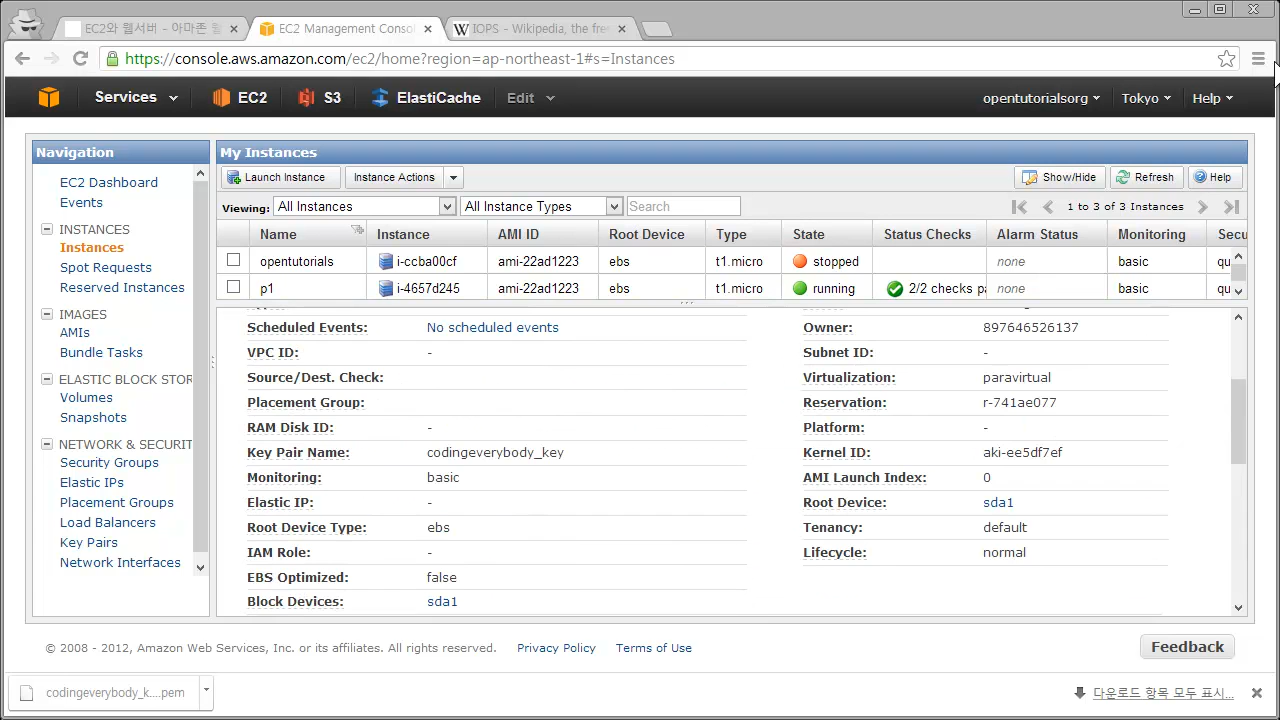 EC2와 웹서버 - 아마존 웹
EC2 Management Conso
IOPS - Wikipedia, the fre
https://console.aws.amazon.com/ec2/home?region=ap-northeast-1#s=Instances
Services
EC2
S3
ElastiCache
Edit
opentutorialsorg
Tokyo
Help
Navigation
EC2 Dashboard
Events
INSTANCES
Instances
Spot Requests
Reserved Instances
IMAGES
AMIs
Bundle Tasks
ELASTIC BLOCK STOR
Volumes
Snapshots
NETWORK & SECURIT
Security Groups
Elastic IPs
Placement Groups
Load Balancers
Key Pairs
Network Interfaces
My Instances
Launch Instance
Instance Actions
Show/Hide
Refresh
Help
Viewing: All Instances All Instance Types Search
1 to 3 of 3 Instances
Name Instance AMI ID Root Device Type State Status Checks Alarm Status Monitoring Secu
opentutorials i-ccba00cf ami-22ad1223 ebs t1.micro stopped none basic qu
p1 i-4657d245 ami-22ad1223 ebs t1.micro running 2/2 checks pa none basic qu
Scheduled Events: No scheduled events Owner: 897646526137
VPC ID: - Subnet ID: -
Source/Dest. Check: Virtualization: paravirtual
Placement Group: Reservation: r-741ae077
RAM Disk ID: - Platform: -
Key Pair Name: codingeverybody_key Kernel ID: aki-ee5df7ef
Monitoring: basic AMI Launch Index: 0
Elastic IP: - Root Device: sda1
Root Device Type: ebs Tenancy: default
IAM Role: - Lifecycle: normal
EBS Optimized: false
Block Devices: sda1
© 2008 - 2012, Amazon Web Services, Inc. or its affiliates. All rights reserved. Privacy Policy Terms of Use
Feedback
codingeverybody_k....pem
다운로드 항목 모두 표시...